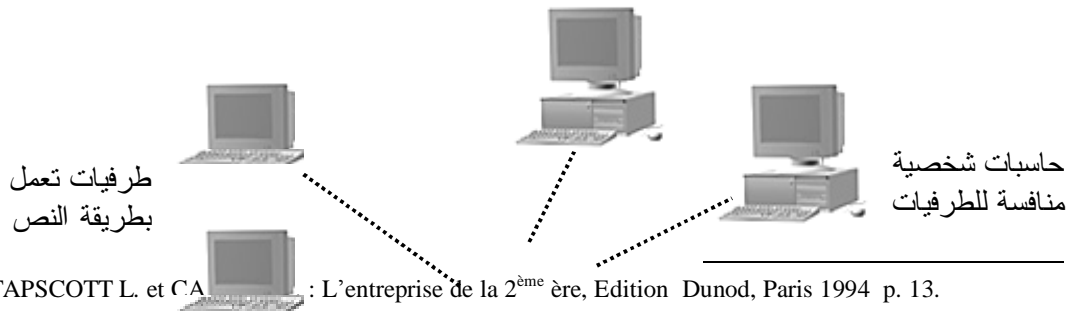 حاسبات شخصية
منافسة للطرفيات
طرفيات تعمل
بطريقة النص
TAPSCOTT L. et CA : L'entreprise de la 2ème ère, Edition Dunod, Paris 1994 p. 13.